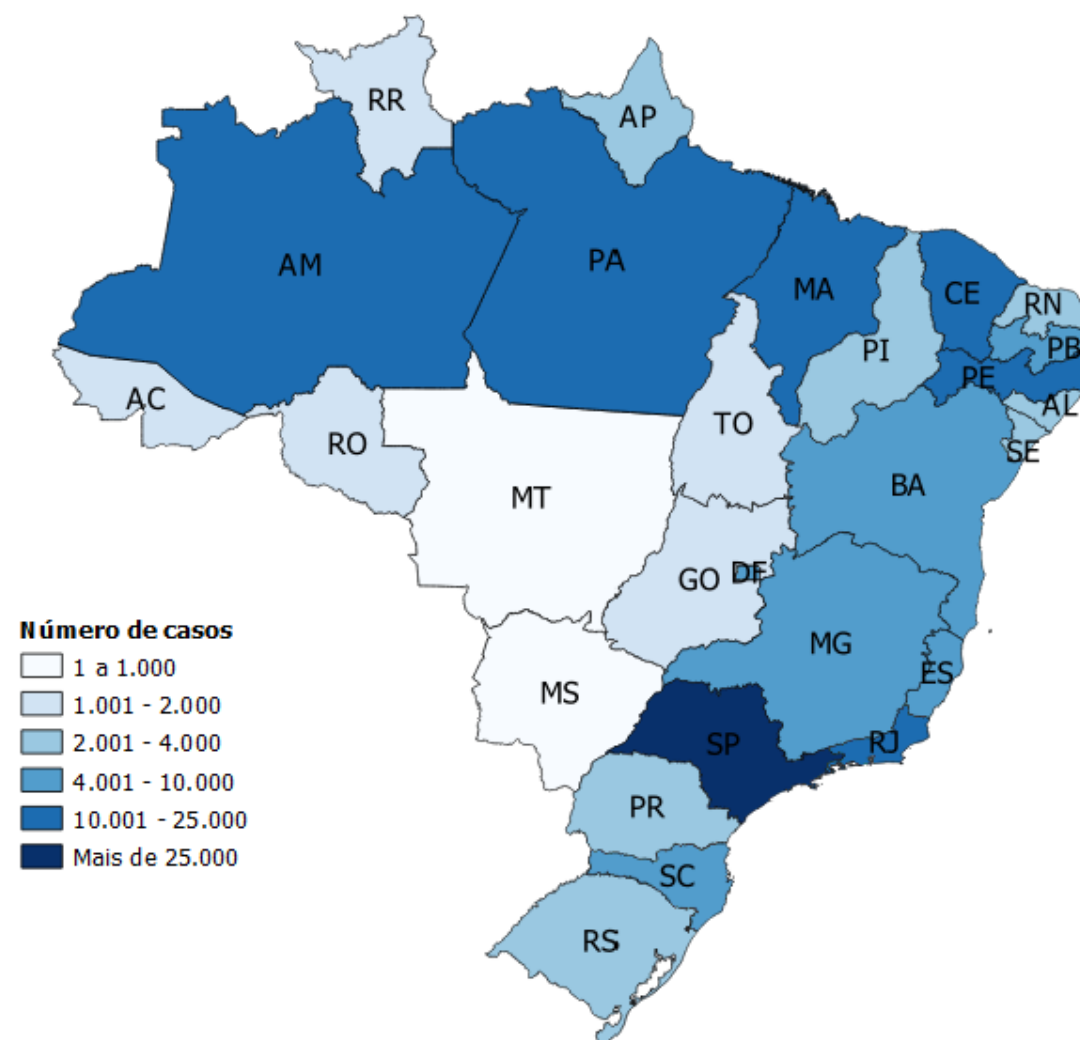 RR
AP
AM
PA
MA
CE
RN
PB
PI
PE
AL
AC
TO
SE
RO
BA
MT
DF
GO
MG
ES
MS
SP
RJ
PR
SC
RS
Número de casos
1 a 1.000
1.001 - 2.000
2.001 - 4.000
4.001 - 10.000
10.001 - 25.000
Mais de 25.000